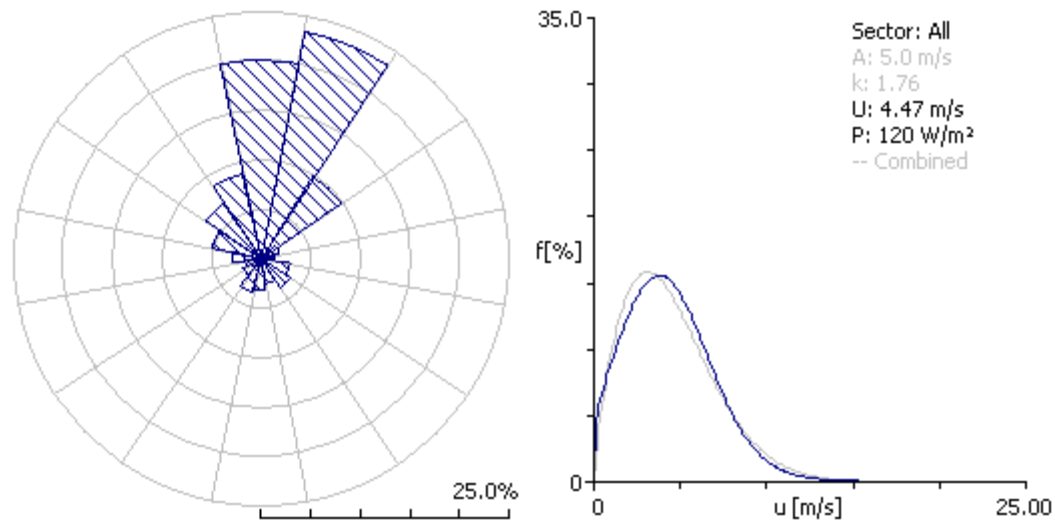 25.0%
35.0
f[%]
0
0
u [m/s]
25.00
Sector: All
A: 5.0 m/s
k: 1.76
U: 4.47 m/s
P: 120 W/m²
-- Combined